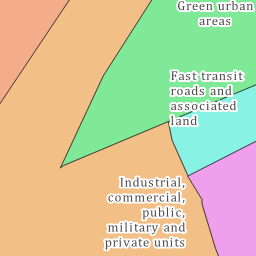 Green urban
areas
Fast transit
roads and
associated
land
Industrial,
commercial,
public,
military and
private units